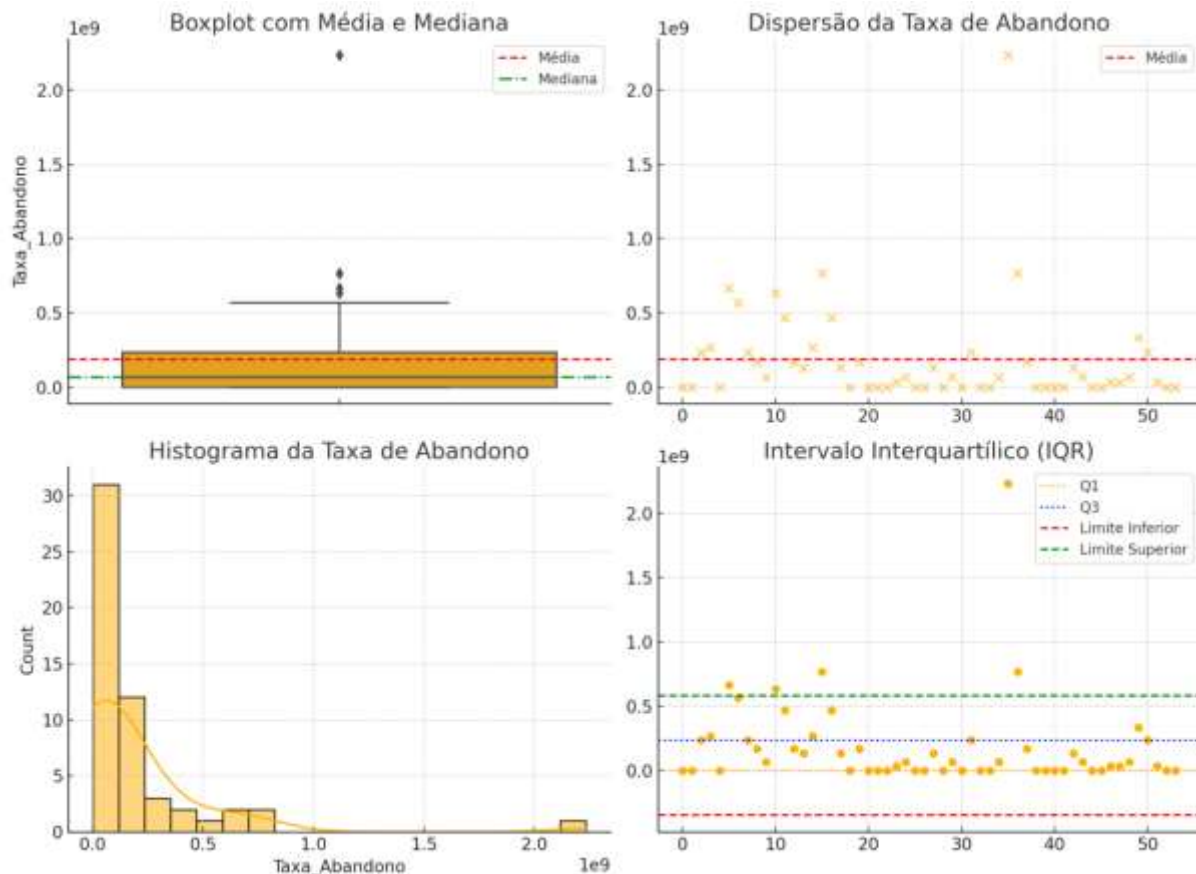 Boxplot com Média e Mediana
1e9
Média
Mediana
2.0
1.5
1.0
0.5
0.0
Taxa_Abandono
Dispersão da Taxa de Abandono
1e9
Média
2.0
1.5
1.0
0.5
0.0
0 10 20 30 40 50
Histograma da Taxa de Abandono
30
25
20
15
10
5
0
Count
0.0 0.5 1.0 1.5 2.0
Taxa_Abandono
1e9
Intervalo Interquartílico (IQR)
1e9
Q1
Q3
Limite Inferior
Limite Superior
2.0
1.5
1.0
0.5
0.0
0 10 20 30 40 50